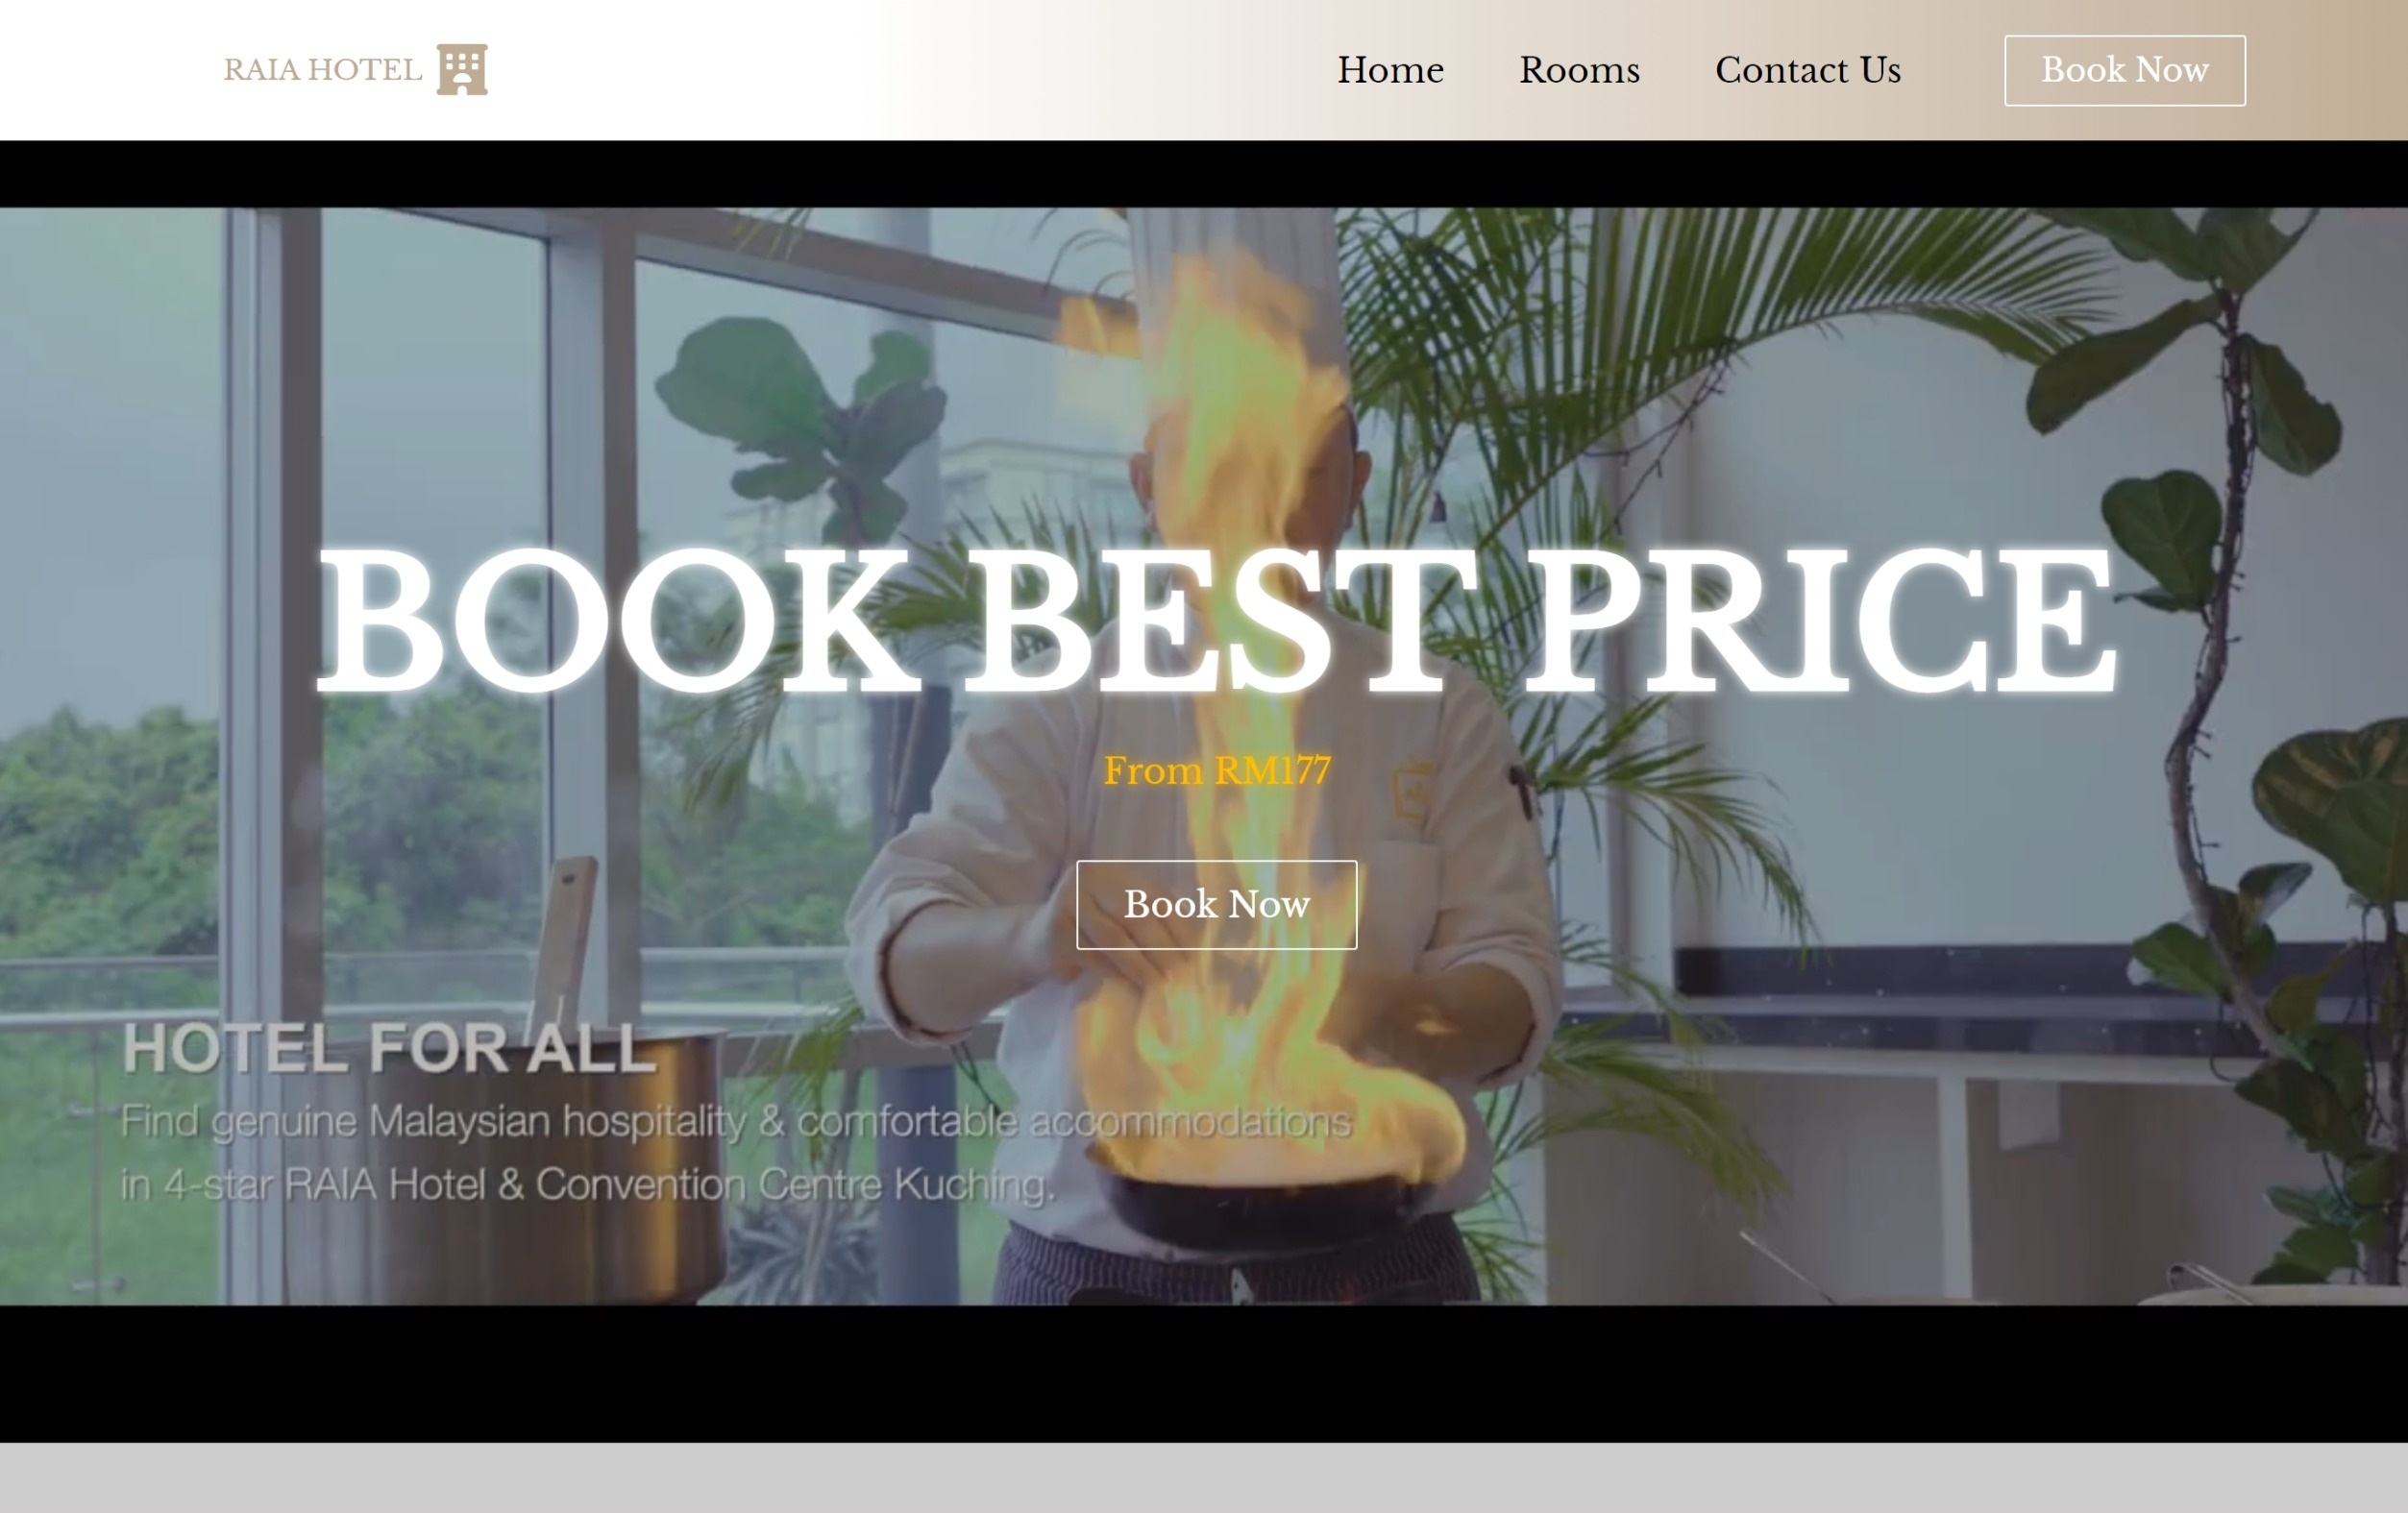 RAIA HOTEL
Home
Rooms
Contact Us
Book Now
BOOK BEST PRICE
From RM177
Book Now
HOTEL FOR ALL
Find genuine Malaysian hospitality & comfortable accommodations
in 4-star RAIA Hotel & Convention Centre Kuching.